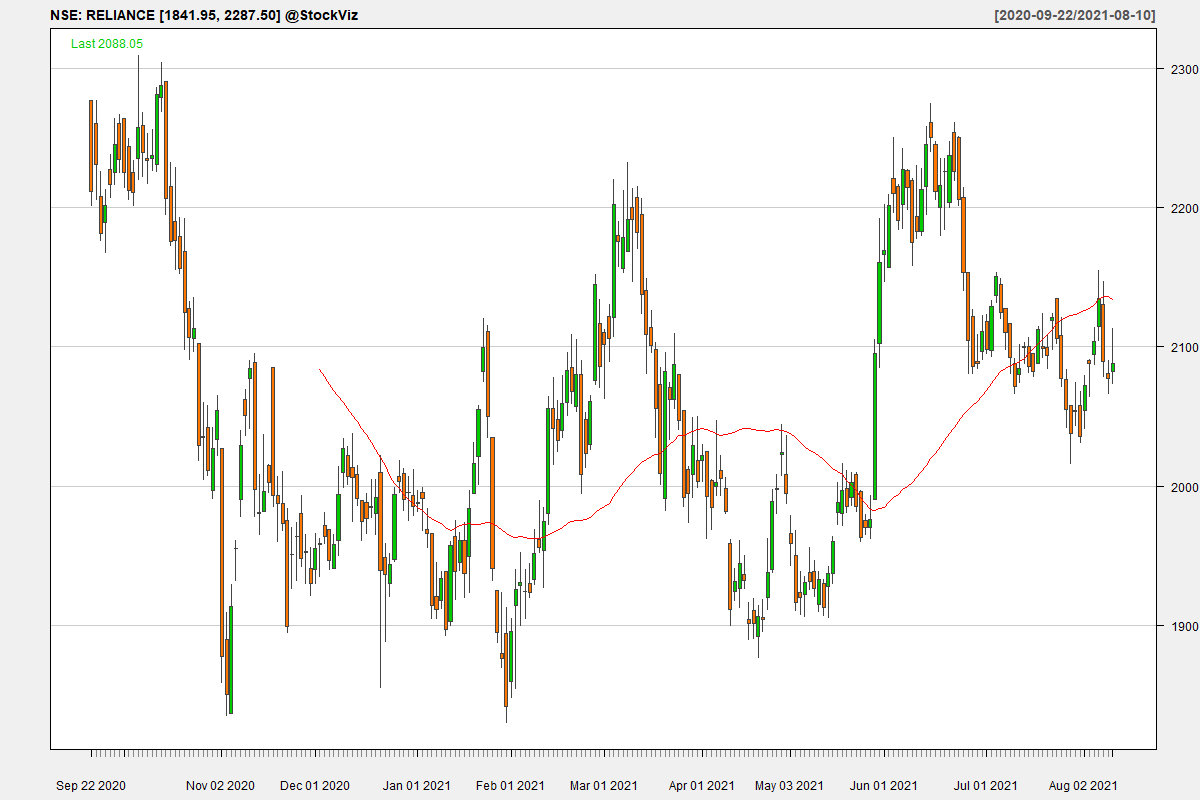 NSE: RELIANCE [1841.95, 2287.50] @StockViz
[2020-09-22/2021-08-10]
Last 2088.05
2300
2200
2100
2000
1900
Sep 22 2020 Nov 02 2020 Dec 01 2020 Jan 01 2021 Feb 01 2021 Mar 01 2021 Apr 01 2021 May 03 2021 Jun 01 2021 Jul 01 2021 Aug 02 2021